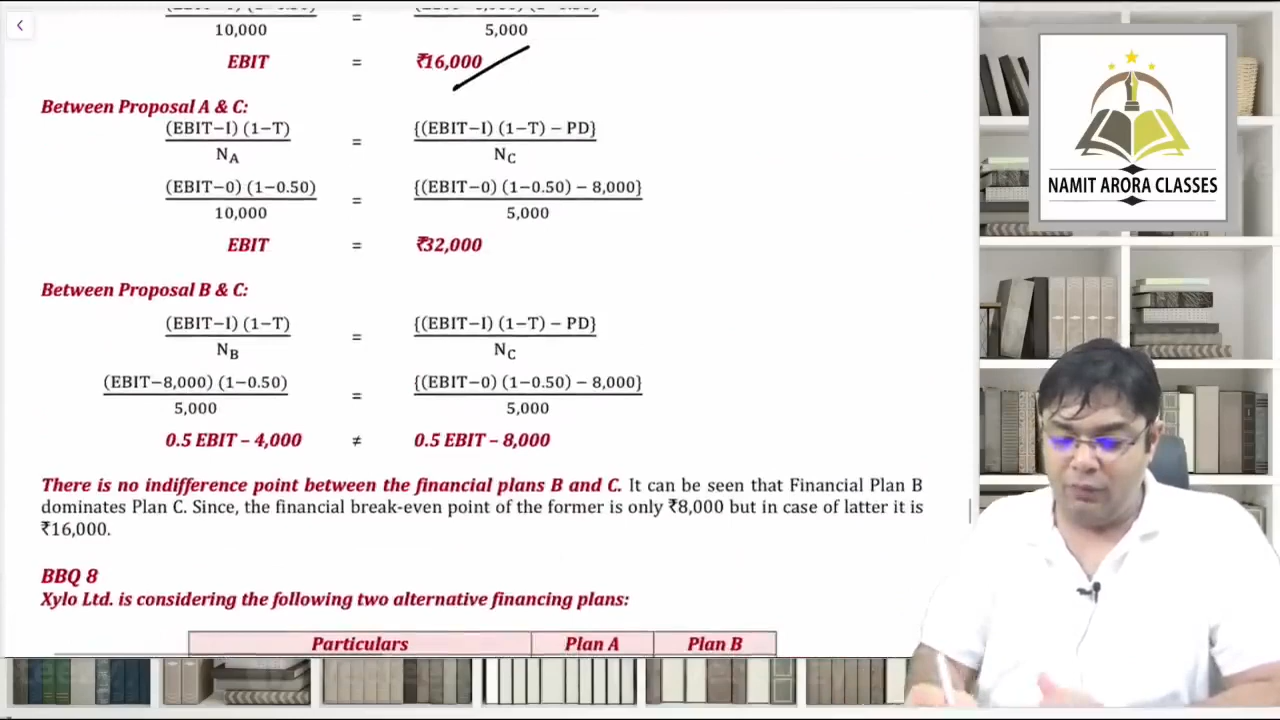 10,000 = 5,000
EBIT = ₹16,000
Between Proposal A & C:
(EBIT−I) (1−T) / N_A = {(EBIT−I) (1−T) − PD} / N_C
(EBIT−0) (1−0.50) / 10,000 = {(EBIT−0) (1−0.50) − 8,000} / 5,000
EBIT = ₹32,000
Between Proposal B & C:
(EBIT−I) (1−T) / N_B = {(EBIT−I) (1−T) − PD} / N_C
(EBIT−8,000) (1−0.50) / 5,000 = {(EBIT−0) (1−0.50) − 8,000} / 5,000
0.5 EBIT − 4,000 ≠ 0.5 EBIT − 8,000
There is no indifference point between the financial plans B and C. It can be seen that Financial Plan B
dominates Plan C. Since, the financial break-even point of the former is only ₹8,000 but in case of latter it is
₹16,000.
BBQ 8
Xylo Ltd. is considering the following two alternative financing plans:
Particulars Plan A Plan B
NAMIT ARORA CLASSES